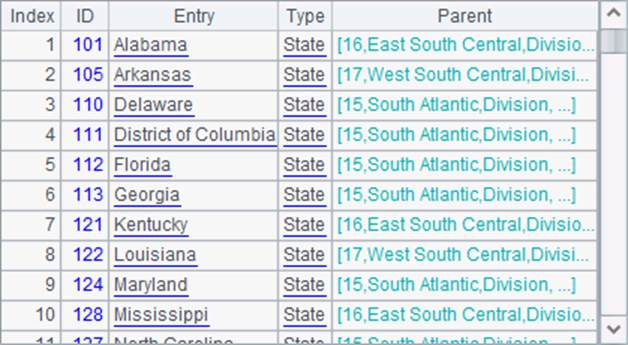 Index ID Entry Type Parent
1 101 Alabama State [16,East South Central,Divisio...
2 105 Arkansas State [17,West South Central,Divisi...
3 110 Delaware State [15,South Atlantic,Division, ...]
4 111 District of Columbia State [15,South Atlantic,Division, ...]
5 112 Florida State [15,South Atlantic,Division, ...]
6 113 Georgia State [15,South Atlantic,Division, ...]
7 121 Kentucky State [16,East South Central,Divisio...
8 122 Louisiana State [17,West South Central,Divisi...
9 124 Maryland State [15,South Atlantic,Division, ...]
10 128 Mississippi State [16,East South Central,Divisio...
11 137 North Carolina State [15,South Atlantic,Division, ...]